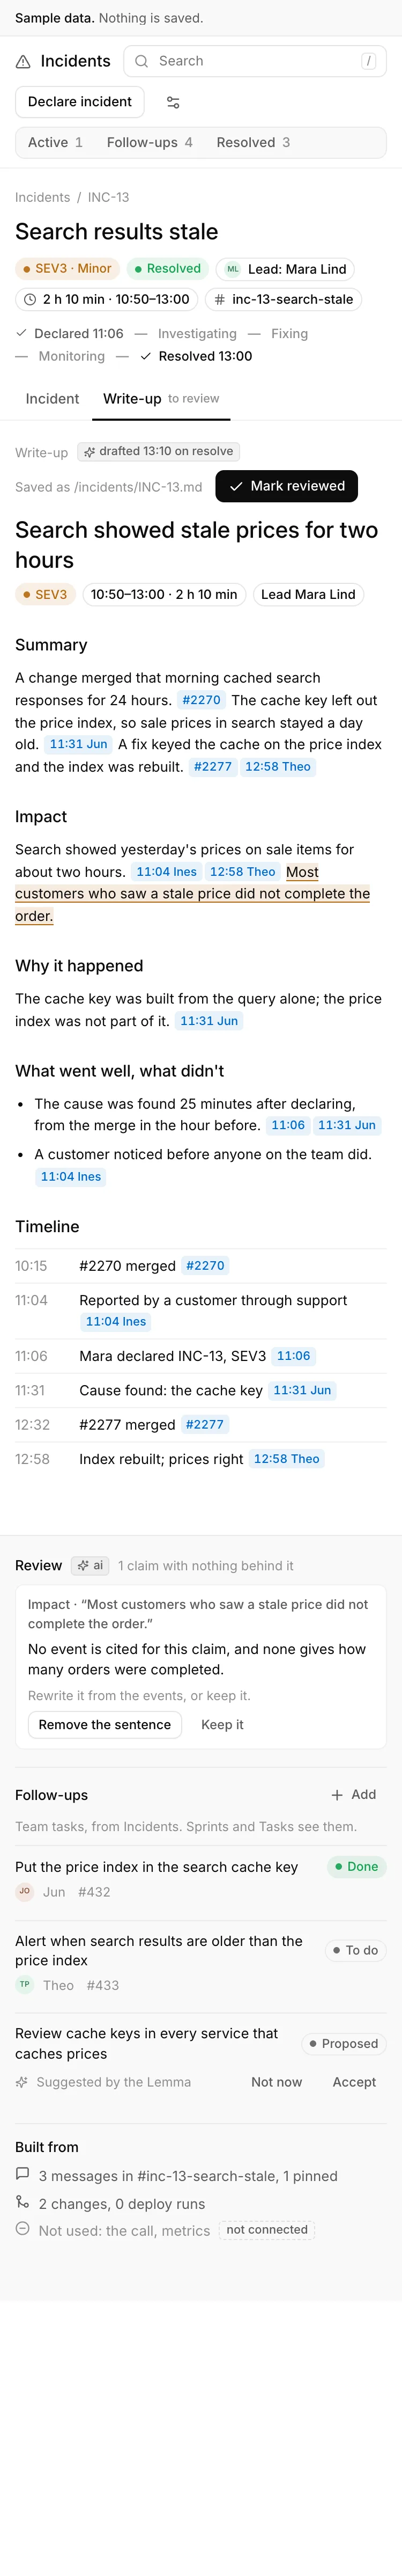 Sample data. Nothing is saved.
Incidents
Search
/
Declare incident
Active 1 Follow-ups 4 Resolved 3
Incidents / INC-13
Search results stale
SEV3 · Minor
Resolved
ML Lead: Mara Lind
2 h 10 min · 10:50–13:00
# inc-13-search-stale
Declared 11:06 — Investigating — Fixing
— Monitoring — Resolved 13:00
Incident
Write-up to review
Write-up drafted 13:10 on resolve
Saved as /incidents/INC-13.md
Mark reviewed
Search showed stale prices for two
hours
SEV3
10:50–13:00 · 2 h 10 min
Lead Mara Lind
Summary
A change merged that morning cached search
responses for 24 hours. #2270 The cache key left out
the price index, so sale prices in search stayed a day
old. 11:31 Jun A fix keyed the cache on the price index
and the index was rebuilt. #2277 12:58 Theo
Impact
Search showed yesterday's prices on sale items for
about two hours. 11:04 Ines 12:58 Theo Most
customers who saw a stale price did not complete the
order.
Why it happened
The cache key was built from the query alone; the price
index was not part of it. 11:31 Jun
What went well, what didn't
• The cause was found 25 minutes after declaring,
from the merge in the hour before. 11:06 11:31 Jun
• A customer noticed before anyone on the team did.
11:04 Ines
Timeline
10:15 #2270 merged #2270
11:04 Reported by a customer through support
11:04 Ines
11:06 Mara declared INC-13, SEV3 11:06
11:31 Cause found: the cache key 11:31 Jun
12:32 #2277 merged #2277
12:58 Index rebuilt; prices right 12:58 Theo
Review ai 1 claim with nothing behind it
Impact · “Most customers who saw a stale price did not
complete the order.”
No event is cited for this claim, and none gives how
many orders were completed.
Rewrite it from the events, or keep it.
Remove the sentence
Keep it
Follow-ups
+ Add
Team tasks, from Incidents. Sprints and Tasks see them.
Put the price index in the search cache key
Done
JO Jun #432
Alert when search results are older than the
price index
To do
TP Theo #433
Review cache keys in every service that
caches prices
Proposed
Suggested by the Lemma
Not now
Accept
Built from
3 messages in #inc-13-search-stale, 1 pinned
2 changes, 0 deploy runs
Not used: the call, metrics not connected